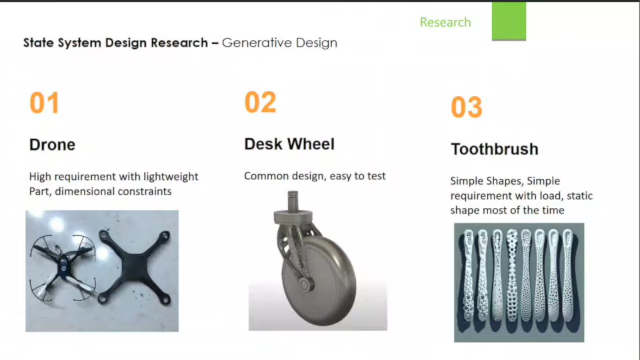 Research
State System Design Research – Generative Design
01
Drone
High requirement with lightweight
Part, dimensional constraints
02
Desk Wheel
Common design, easy to test
03
Toothbrush
Simple Shapes, Simple
requirement with load, static
shape most of the time